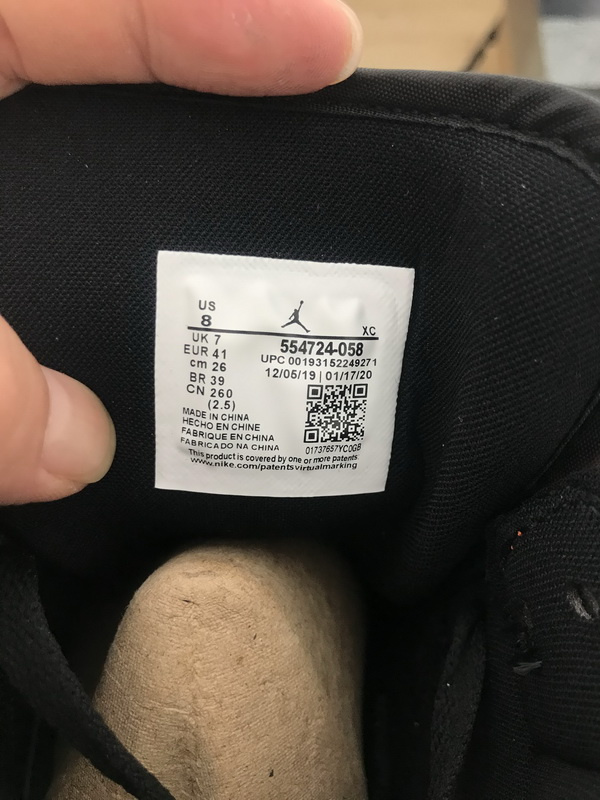 US
8
XC
UK 7
EUR 41
cm 26
BR 39
CN 260
(2.5)
554724-058
UPC 00193152249271
12/05/19 | 01/17/20
MADE IN CHINA
HECHO EN CHINE
FABRIQUE EN CHINA
FABRICADO NA CHINA
01737657YC0GB
This product is covered by one or more patents
www.nike.com/patentsvirtualmarking